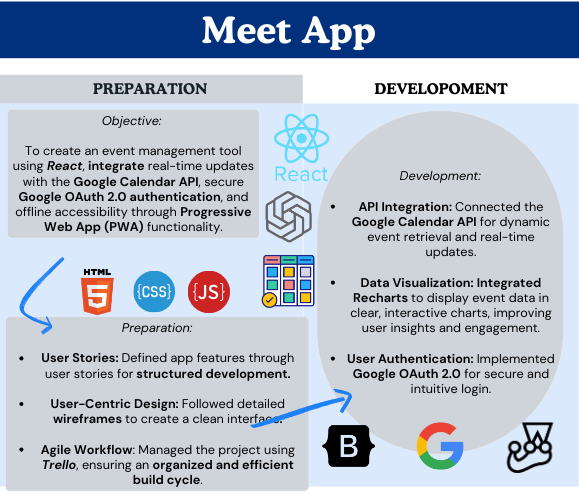 Meet App
PREPARATION
Objective:
To create an event management tool
using React, integrate real-time updates
with the Google Calendar API, secure
Google OAuth 2.0 authentication, and
offline accessibility through Progressive
Web App (PWA) functionality.
React
HTML
5
{CSS}
{JS}
Preparation:
• User Stories: Defined app features through
user stories for structured development.
• User-Centric Design: Followed detailed
wireframes to create a clean interface.
• Agile Workflow: Managed the project using
Trello, ensuring an organized and efficient
build cycle.
DEVELOPOMENT
Development:
• API Integration: Connected the
Google Calendar API for dynamic
event retrieval and real-time
updates.
• Data Visualization: Integrated
Recharts to display event data in
clear, interactive charts, improving
user insights and engagement.
• User Authentication: Implemented
Google OAuth 2.0 for secure and
intuitive login.
B
G